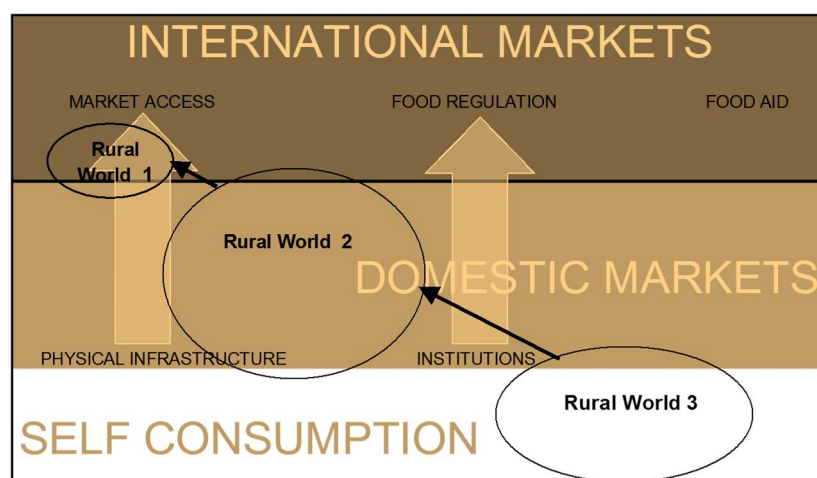 INTERNATIONAL MARKETS
MARKET ACCESS
FOOD REGULATION
FOOD AID
Rural
World 1
Rural World 2
DOMESTIC MARKETS
PHYSICAL INFRASTRUCTURE
INSTITUTIONS
Rural World 3
SELF CONSUMPTION